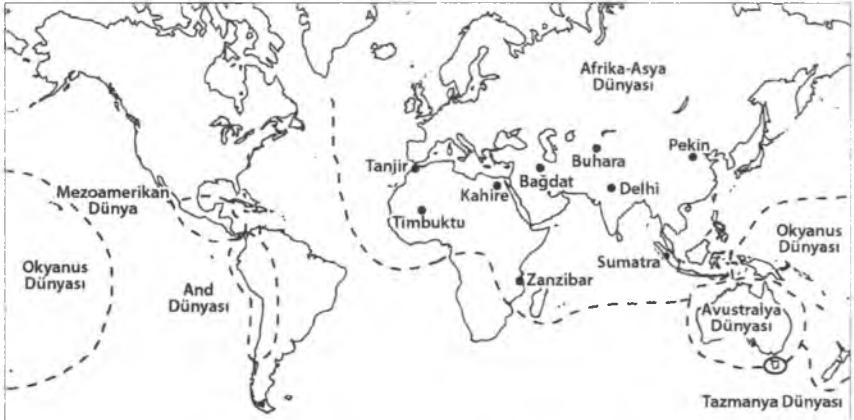 Afrika-Asya
Dünyası
Pekin
Buhara
Tanjir
Bağdat
Delhi
Kahire
Mezoamerikan
Dünya
Timbuktu
Okyanus
Dünyası
Sumatra
Okyanus
Dünyası
And
Dünyası
Zanzibar
Avustralya
Dünyası
Tazmanya Dünyası